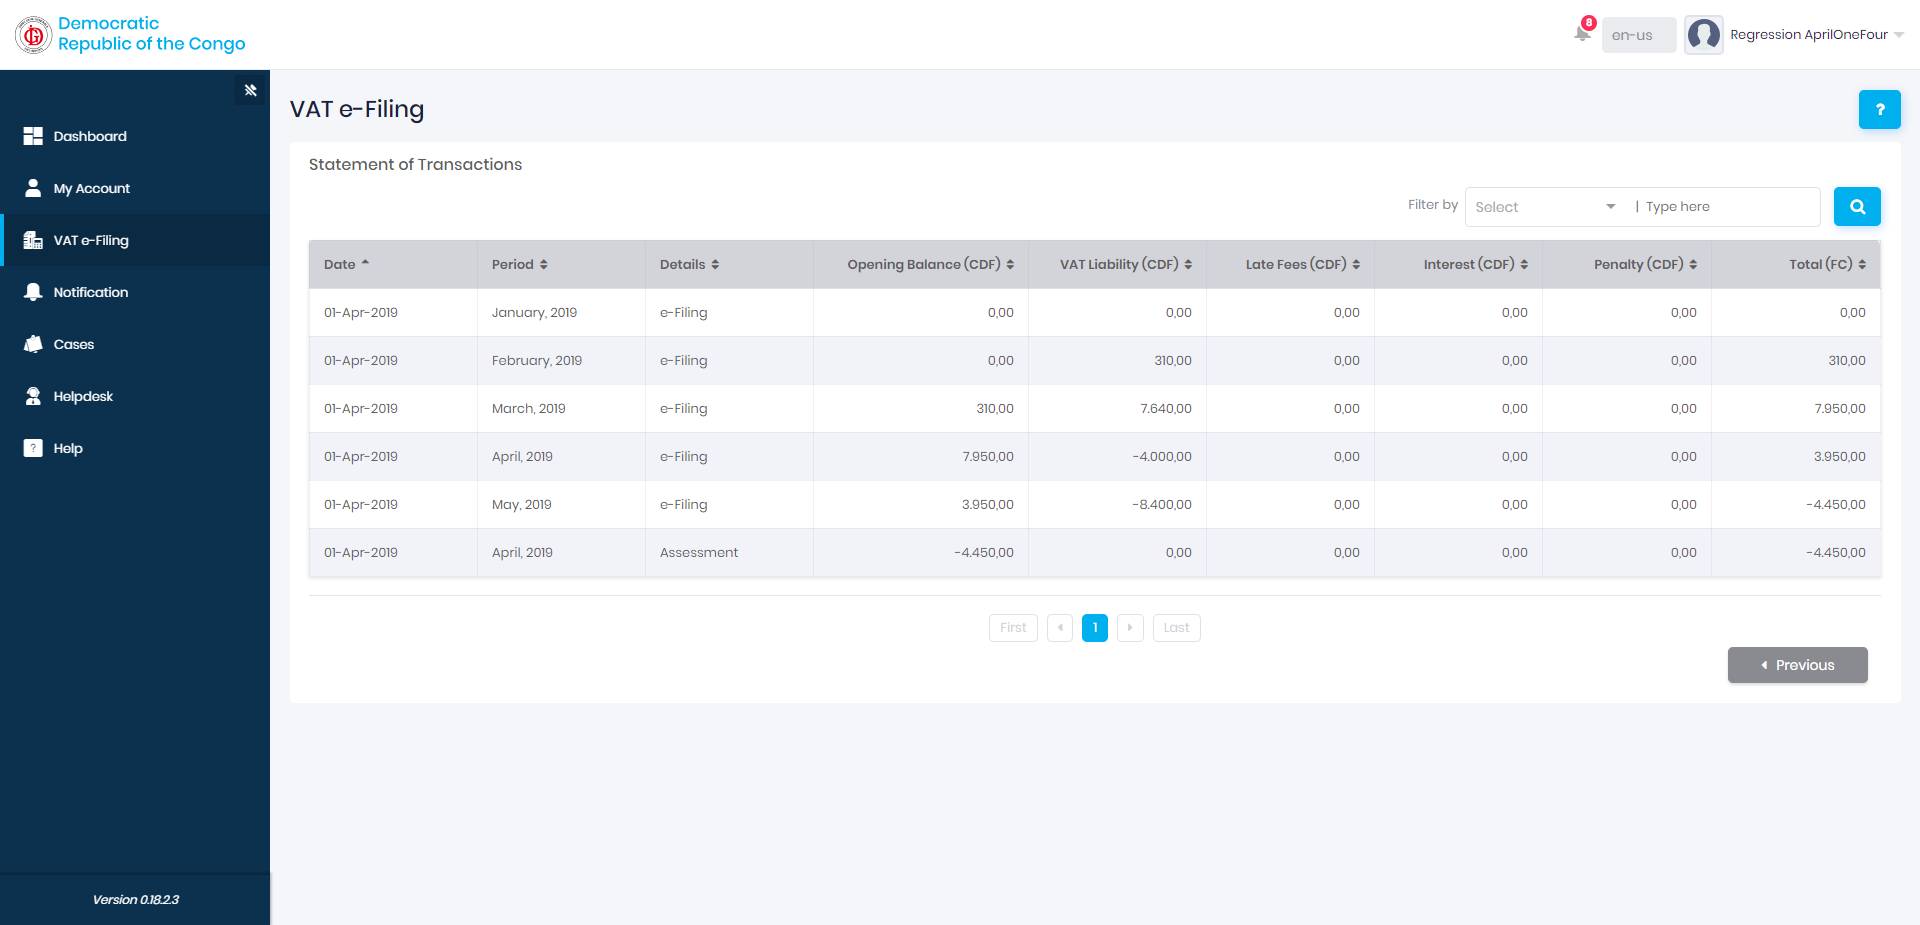 Democratic
Republic of the Congo
8
en-us
Regression AprilOneFour
Dashboard
My Account
VAT e-Filing
Notification
Cases
Helpdesk
? Help
Version 0.18.2.3
VAT e-Filing
?
Statement of Transactions
Filter by Select | Type here
Date Period Details Opening Balance (CDF) VAT Liability (CDF) Late Fees (CDF) Interest (CDF) Penalty (CDF) Total (FC)
01-Apr-2019 January, 2019 e-Filing 0,00 0,00 0,00 0,00 0,00 0,00
01-Apr-2019 February, 2019 e-Filing 0,00 310,00 0,00 0,00 0,00 310,00
01-Apr-2019 March, 2019 e-Filing 310,00 7.640,00 0,00 0,00 0,00 7.950,00
01-Apr-2019 April, 2019 e-Filing 7.950,00 -4.000,00 0,00 0,00 0,00 3.950,00
01-Apr-2019 May, 2019 e-Filing 3.950,00 -8.400,00 0,00 0,00 0,00 -4.450,00
01-Apr-2019 April, 2019 Assessment -4.450,00 0,00 0,00 0,00 0,00 -4.450,00
First 1 Last
Previous